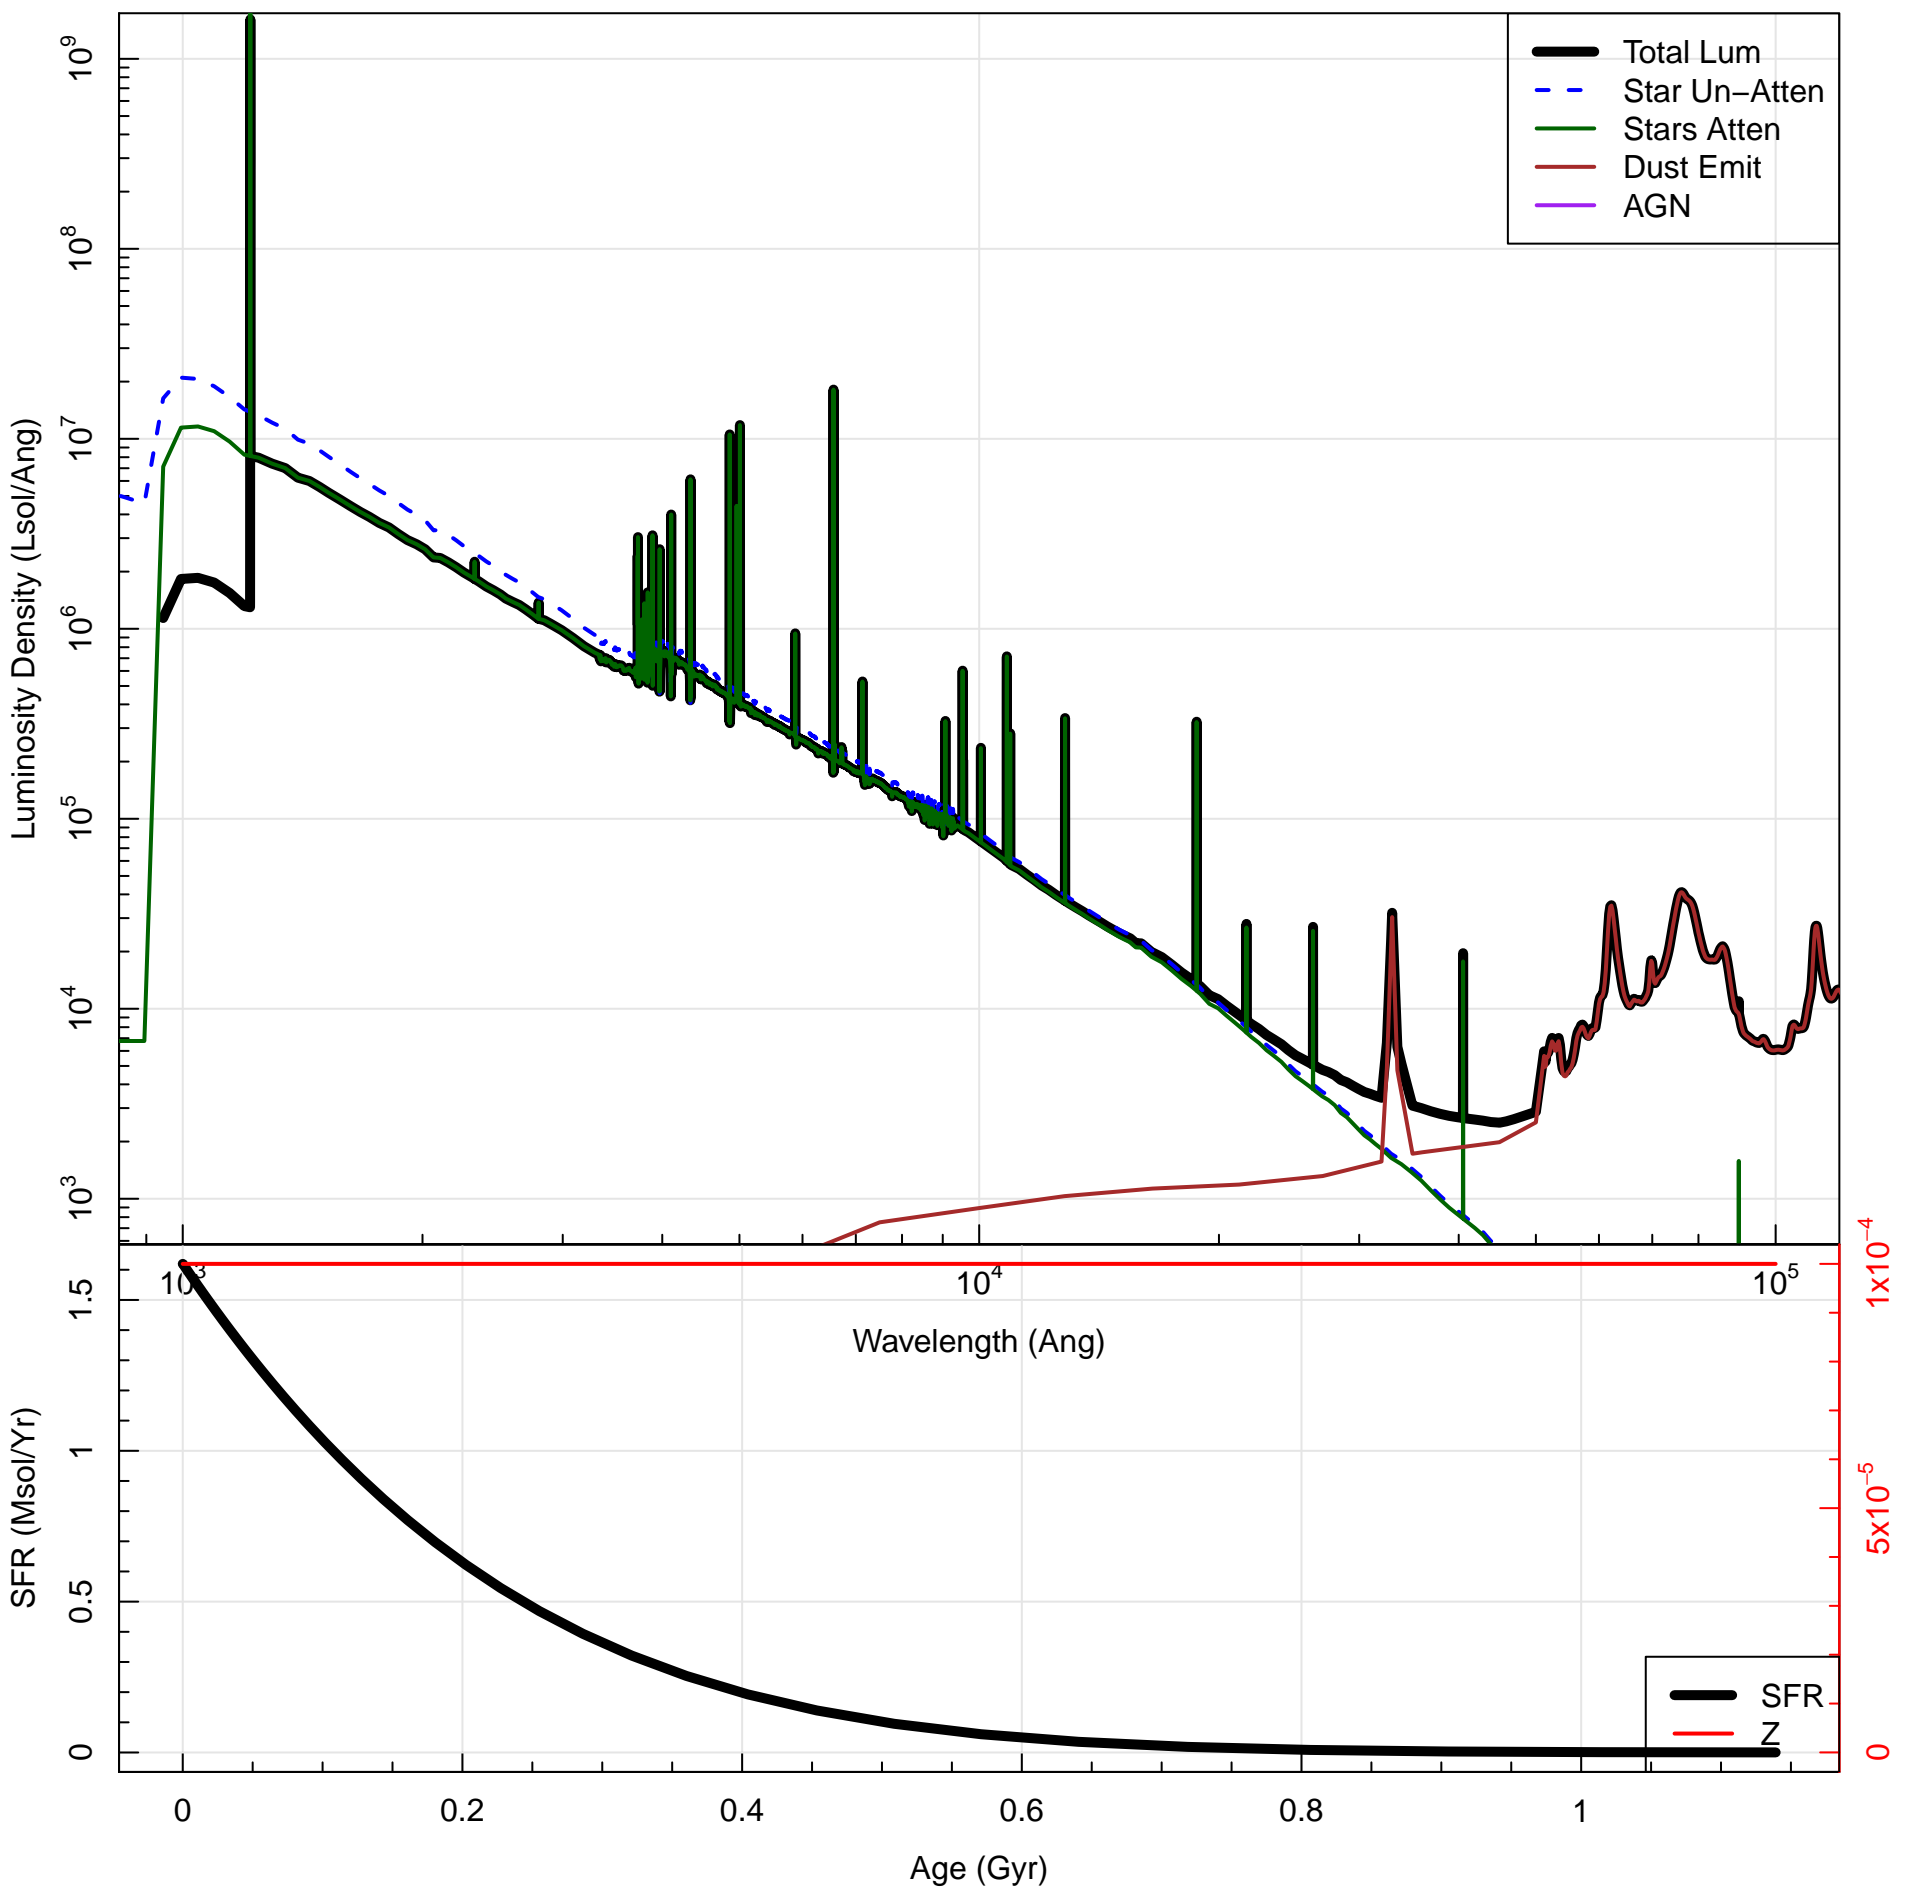 Total Lum
Star Un−Atten
Stars Atten
Dust Emit
AGN
Luminosity Density (Lsol/Ang)
10^9
10^8
10^7
10^6
10^5
10^4
10^3
10^3 10^4 10^5
Wavelength (Ang)
SFR (Msol/Yr)
1.5
1
0.5
0
1x10^−4
5x10^−5
0
SFR
Z
0 0.2 0.4 0.6 0.8 1
Age (Gyr)